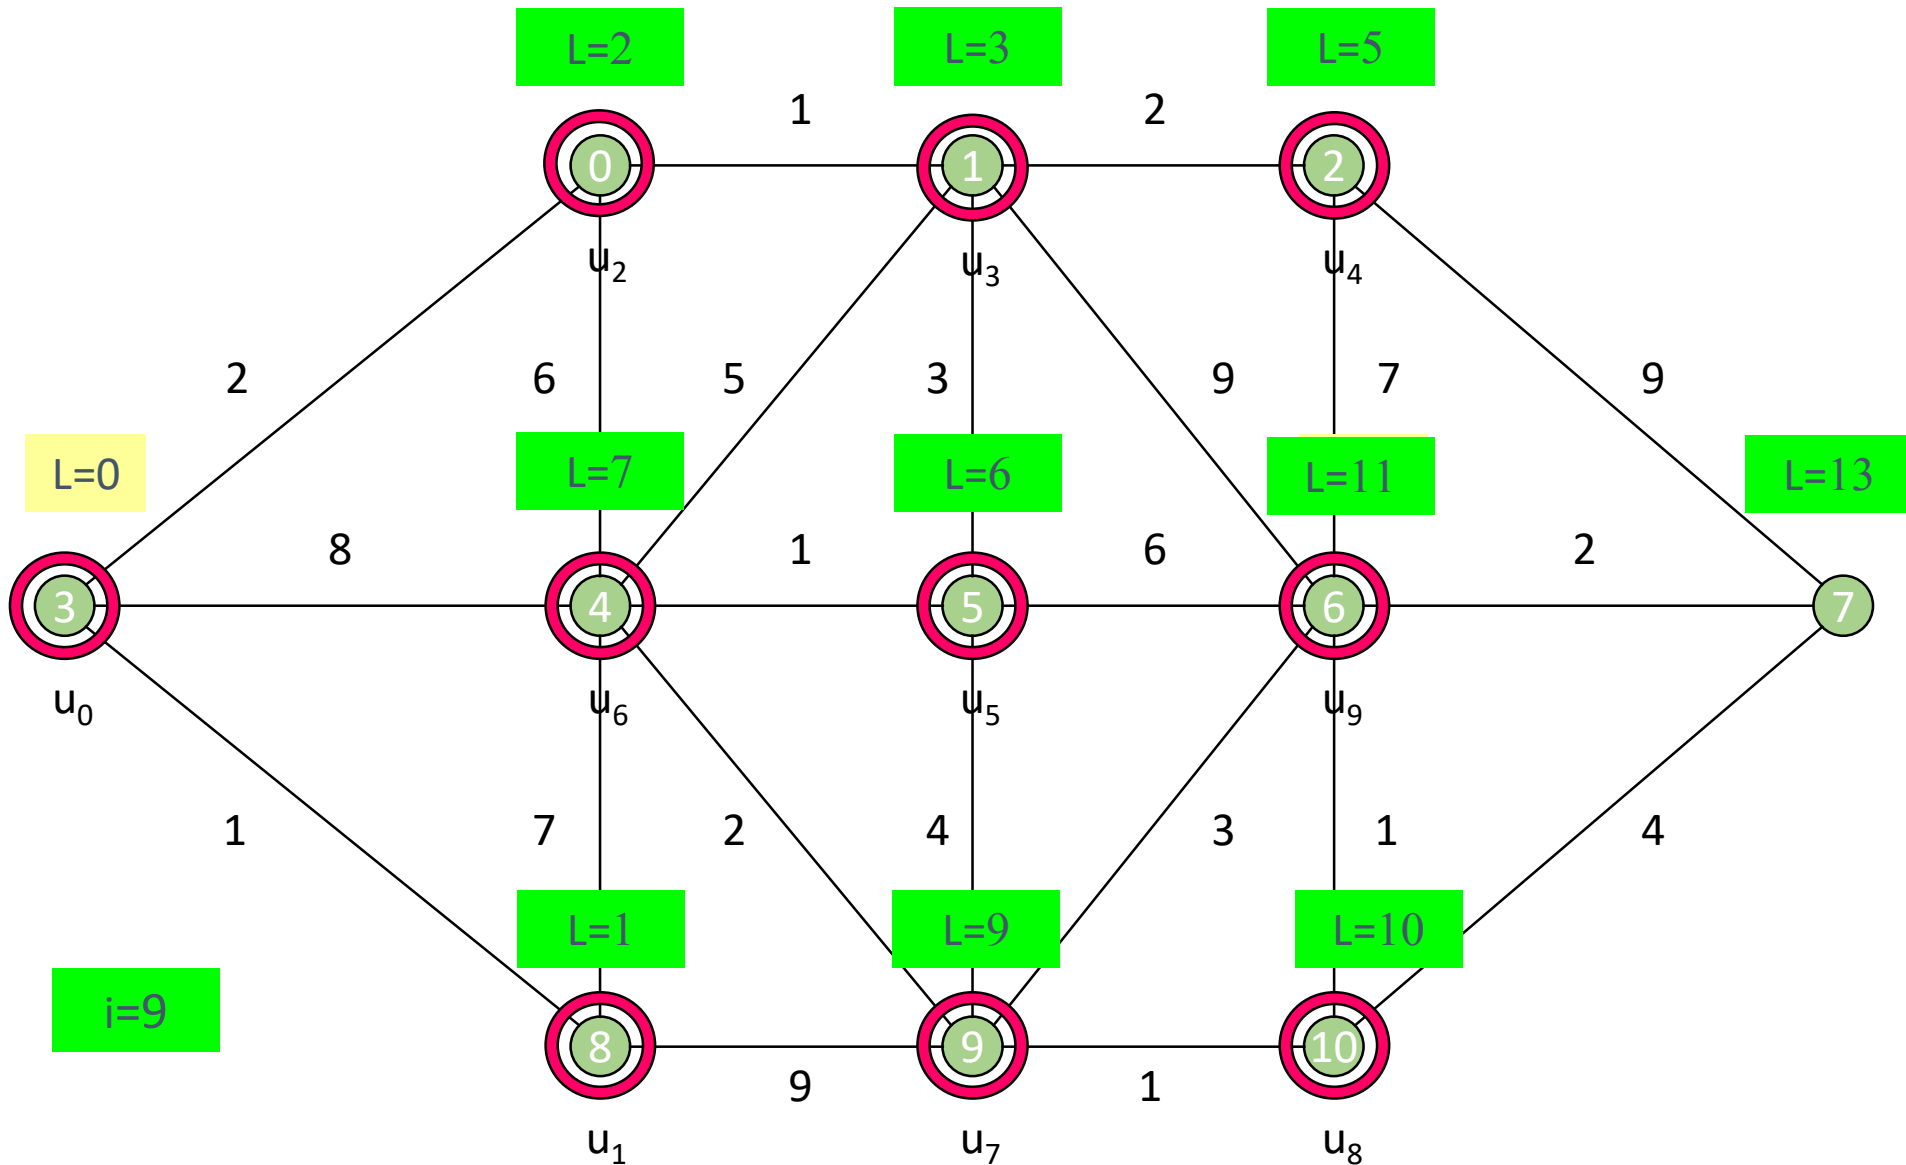 L=2 L=3 L=5
1 2
0 1 2
u2 u3 u4
2 6 5 3 9 7 9
L=0 L=7 L=6 L=11 L=13
8 1 6 2
3 4 5 6 7
u0 u6 u5 u9
1 7 2 4 3 1 4
L=1 L=9 L=10
i=9
8 9 10
9 1
u1 u7 u8